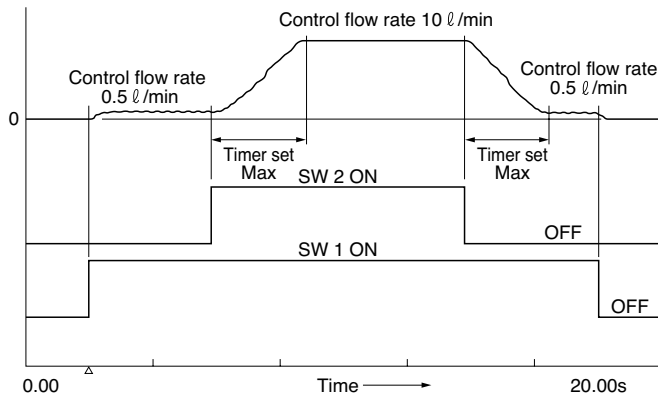 Control flow rate 10 ℓ/min
Control flow rate
0.5 ℓ/min
Control flow rate
0.5 ℓ/min
0
Timer set
Max
Timer set
Max
SW 2 ON
OFF
SW 1 ON
OFF
0.00
Time
20.00s